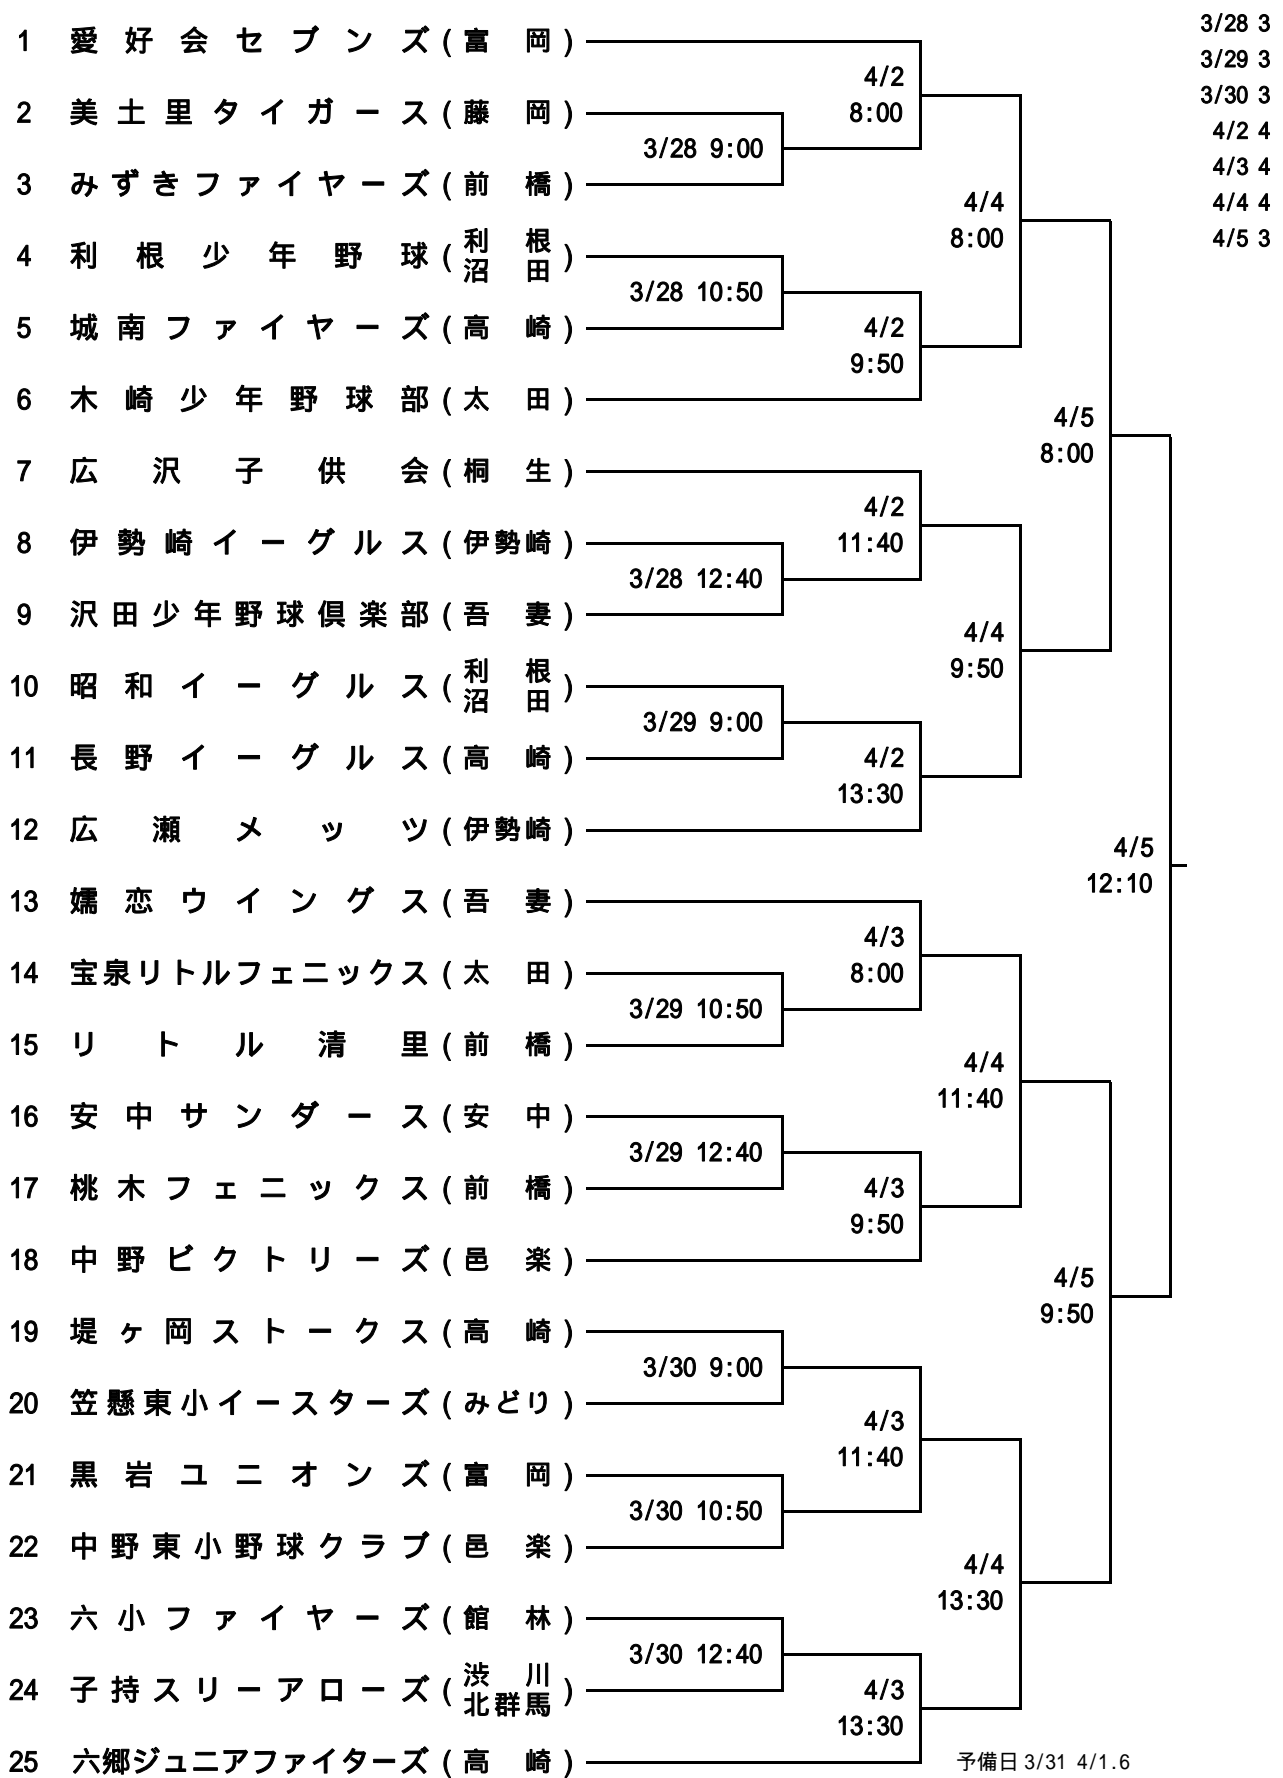 1 愛好会セブンズ(富岡)
2 美土里タイガース(藤岡)
3 みずきファイヤーズ(前橋)
4 利根少年野球(利根沼田)
5 城南ファイヤーズ(高崎)
6 木崎少年野球部(太田)
7 広沢子供会(桐生)
8 伊勢崎イーグルス(伊勢崎)
9 沢田少年野球倶楽部(吾妻)
10 昭和イーグルス(利根沼田)
11 長野イーグルス(高崎)
12 広瀬メッツ(伊勢崎)
13 嬬恋ウイングス(吾妻)
14 宝泉リトルフェニックス(太田)
15 リトル清里(前橋)
16 安中サンダース(安中)
17 桃木フェニックス(前橋)
18 中野ビクトリーズ(邑楽)
19 堤ヶ岡ストークス(高崎)
20 笠懸東小イースターズ(みどり)
21 黒岩ユニオンズ(富岡)
22 中野東小野球クラブ(邑楽)
23 六小ファイヤーズ(館林)
24 子持スリーアローズ(渋川北群馬)
25 六郷ジュニアファイターズ(高崎)
3/28 9:00
3/28 10:50
3/28 12:40
3/29 9:00
3/29 10:50
3/29 12:40
3/30 9:00
3/30 10:50
3/30 12:40
4/2
8:00
4/2
9:50
4/2
11:40
4/2
13:30
4/3
8:00
4/3
9:50
4/3
11:40
4/3
13:30
4/4
8:00
4/4
9:50
4/4
11:40
4/4
13:30
4/5
8:00
4/5
9:50
4/5
12:10
3/28 3
3/29 3
3/30 3
4/2 4
4/3 4
4/4 4
4/5 3
予備日 3/31 4/1.6